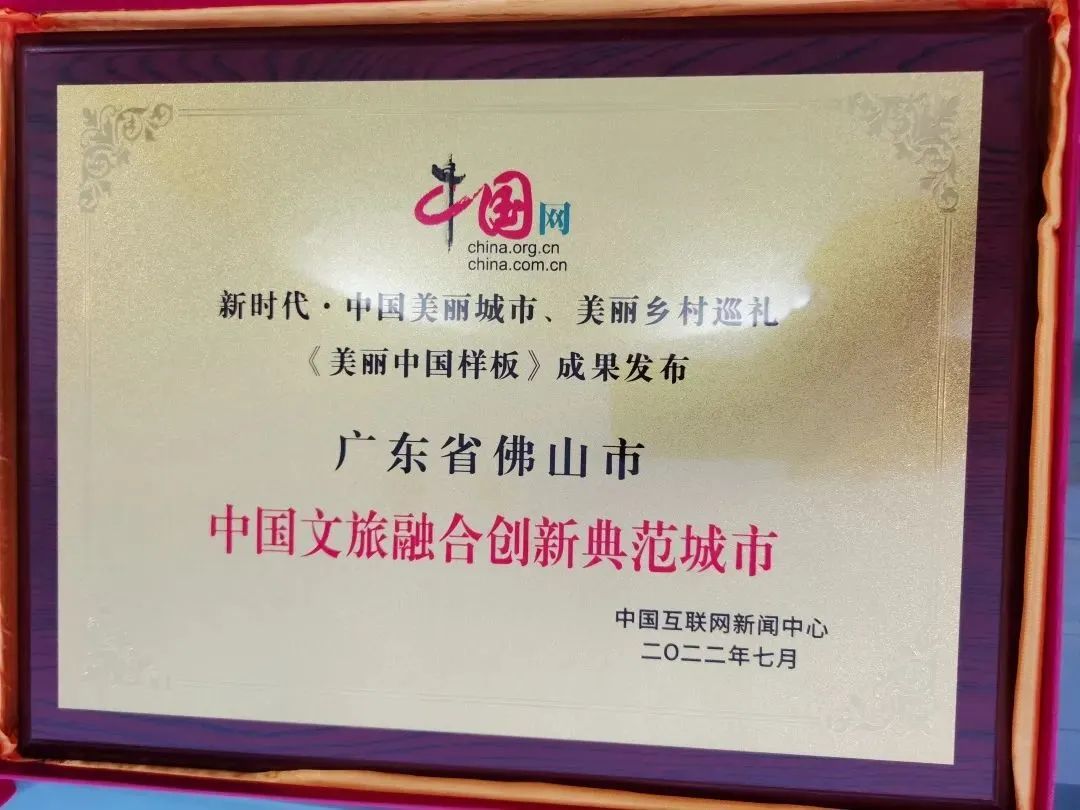 中国网
china.org.cn
china.com.cn
新时代·中国美丽城市、美丽乡村巡礼
《美丽中国样板》成果发布
广东省佛山市
中国文旅融合创新典范城市
中国互联网新闻中心
二〇二二年七月